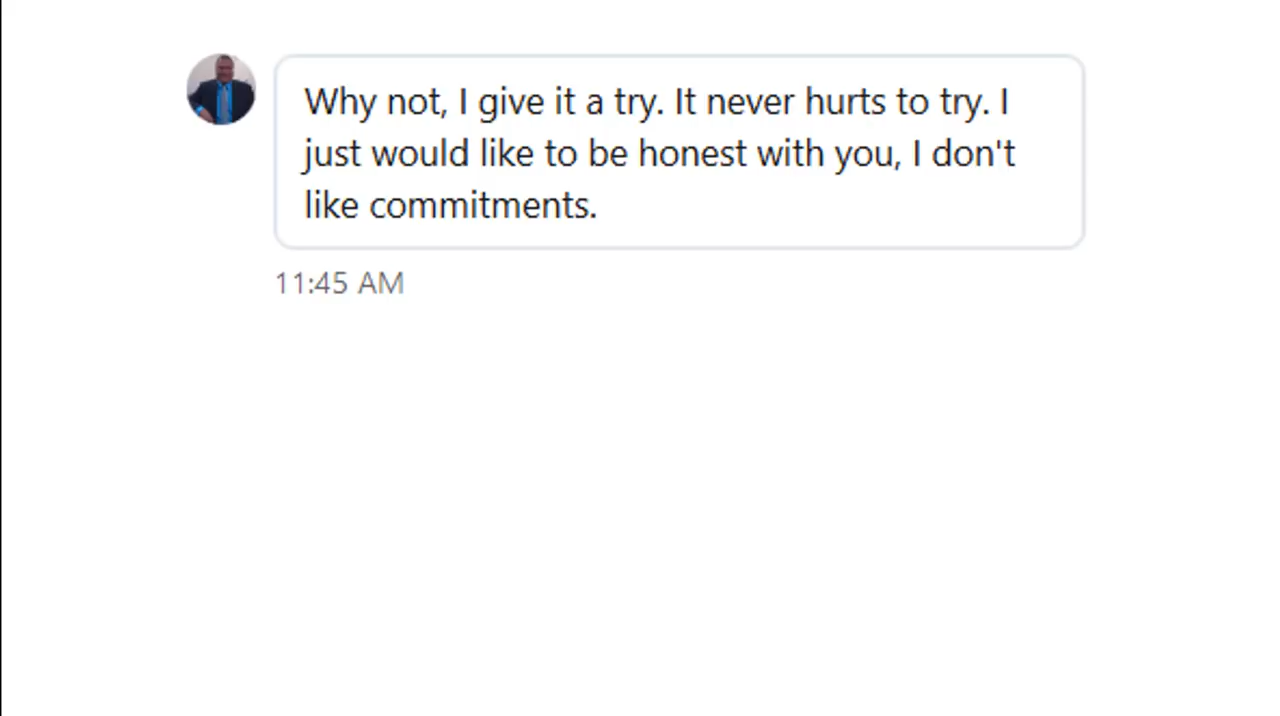 Why not, I give it a try. It never hurts to try. I
just would like to be honest with you, I don't
like commitments.
11:45 AM